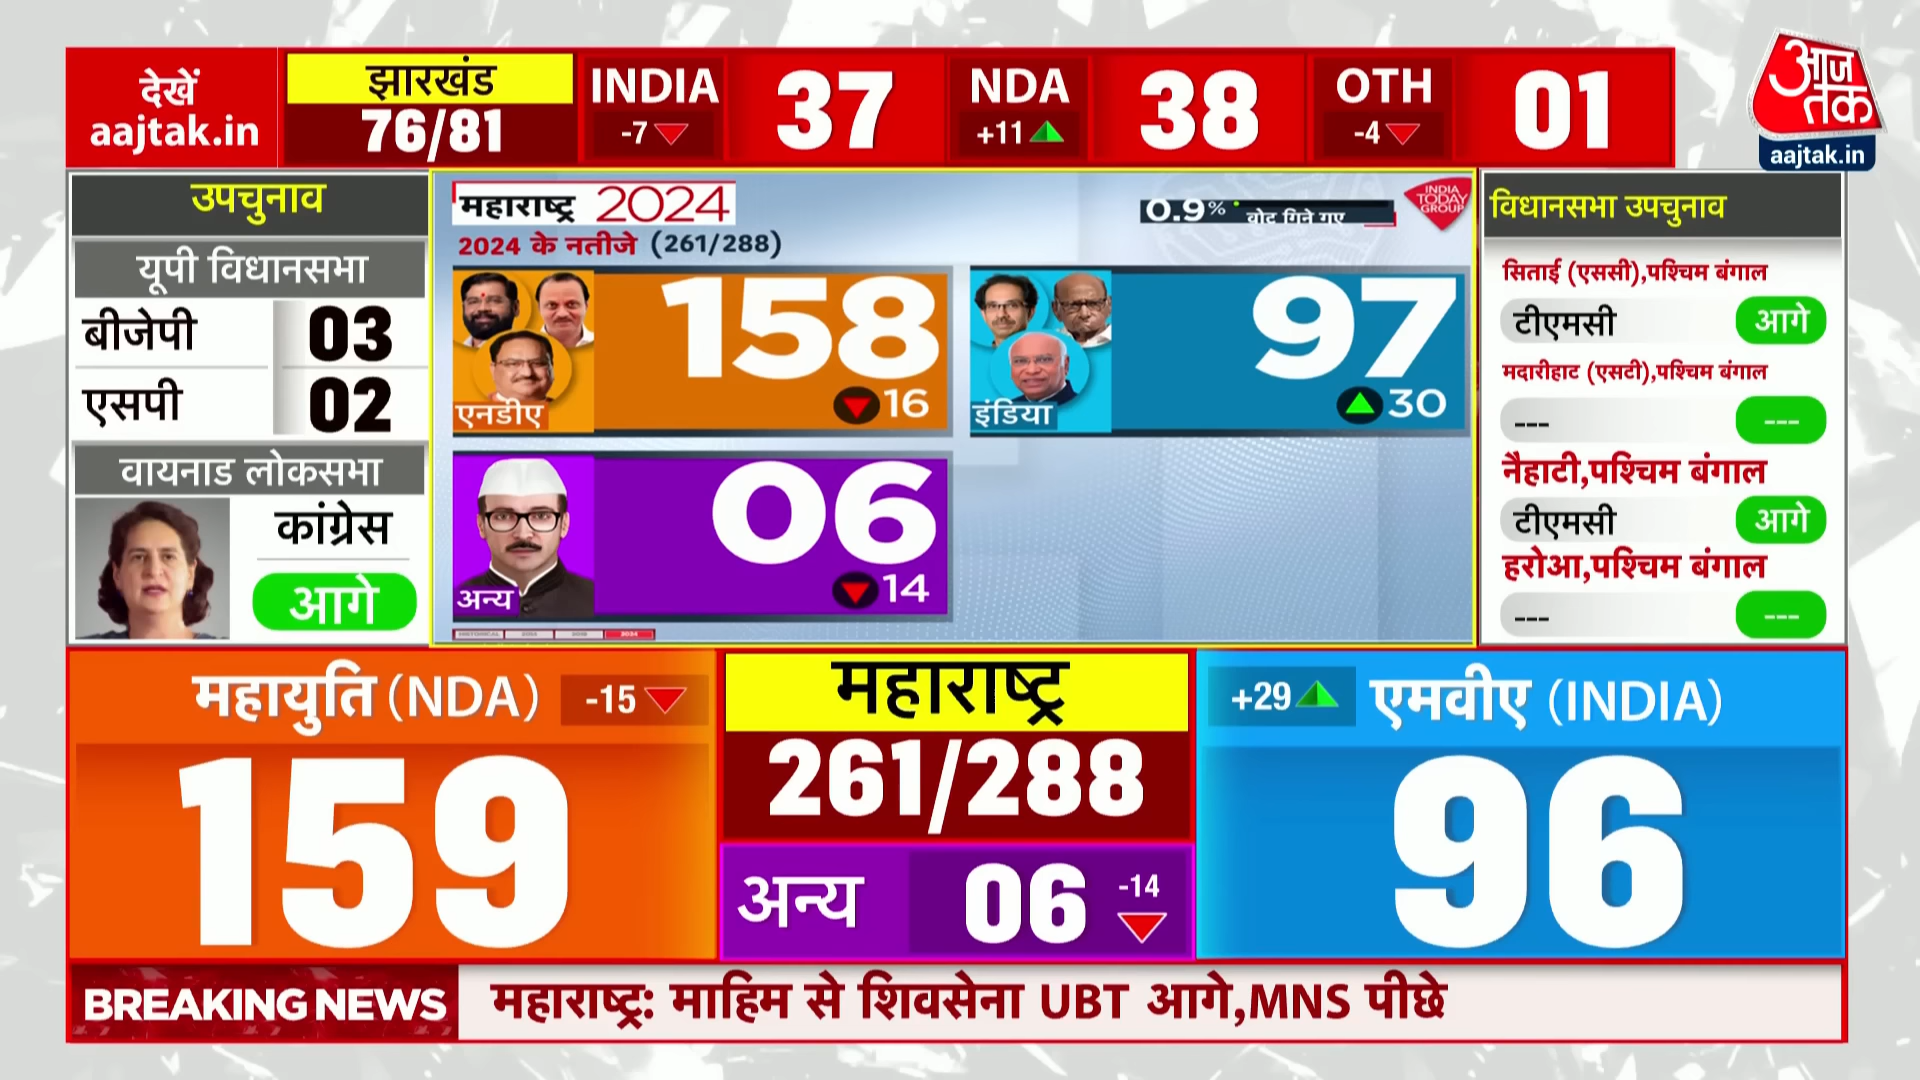 देखें
aajtak.in
झारखंड
76/81
INDIA
-7
37
NDA
+11
38
OTH
-4
01
आज तक
aajtak.in
उपचुनाव
यूपी विधानसभा
बीजेपी 03
एसपी 02
वायनाड लोकसभा
कांग्रेस
आगे
महाराष्ट्र 2024
2024 के नतीजे (261/288)
0.9% वोट गिने गए
INDIA
TODAY
GROUP
158
16
एनडीए
97
30
इंडिया
06
14
अन्य
HISTORICAL 2014 2019 2024
विधानसभा उपचुनाव
सिताई (एससी),पश्चिम बंगाल
टीएमसी आगे
मदारीहाट (एसटी),पश्चिम बंगाल
--- ---
नैहाटी,पश्चिम बंगाल
टीएमसी आगे
हरोआ,पश्चिम बंगाल
--- ---
महायुति (NDA) -15
159
महाराष्ट्र
261/288
अन्य 06 -14
+29 एमवीए (INDIA)
96
BREAKING NEWS
महाराष्ट्र: माहिम से शिवसेना UBT आगे,MNS पीछे